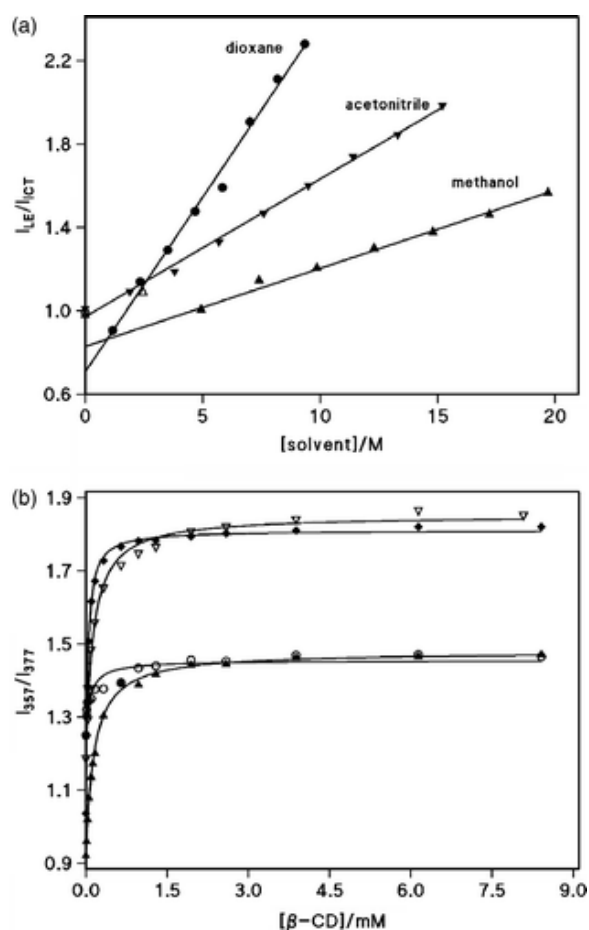 (a)
2.2
1.8
1.4
1.0
0.6
I_LE/I_ICT
dioxane
acetonitrile
methanol
0 5 10 15 20
[solvent]/M
(b)
1.9
1.7
1.5
1.3
1.1
0.9
I_357/I_377
0.0 1.5 3.0 4.5 6.0 7.5 9.0
[β-CD]/mM